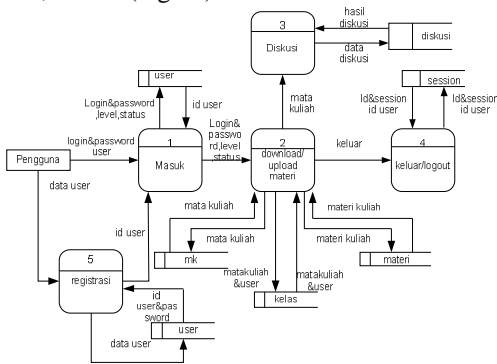 hasil
diskusi
3
Diskusi
diskusi
data
diskusi
user
session
Login&password
,level,status
id user
Login&
passwo
rd,level
,status
mata
kuliah
Id&session
id user
Id&session
id user
login&password
user
1
Masuk
2
download/
upload
materi
keluar
4
keluar/logout
Pengguna
data user
id user
mata kuliah
mata kuliah
mk
materi kuliah
materi kuliah
materi
matakuliah
&user
matakuliah
&user
kelas
5
registrasi
id
user&pas
sword
user
data user